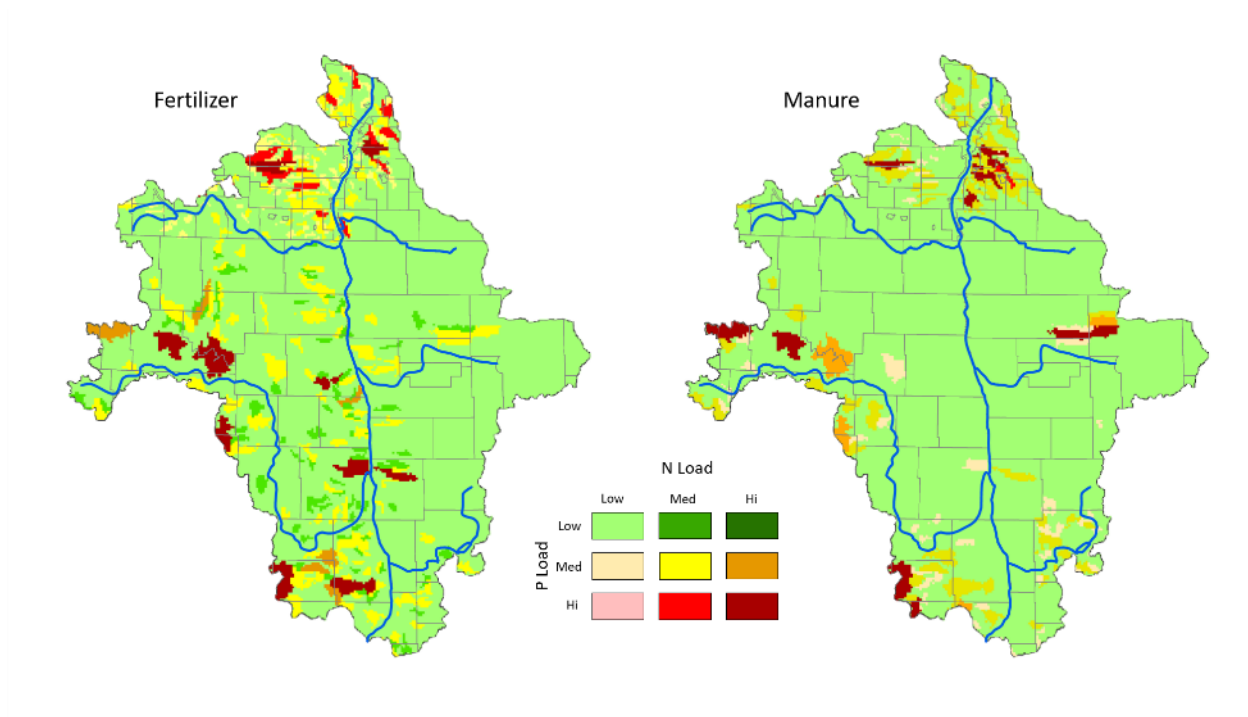 Fertilizer
Manure
N Load
Low Med Hi
P Load
Low
Med
Hi